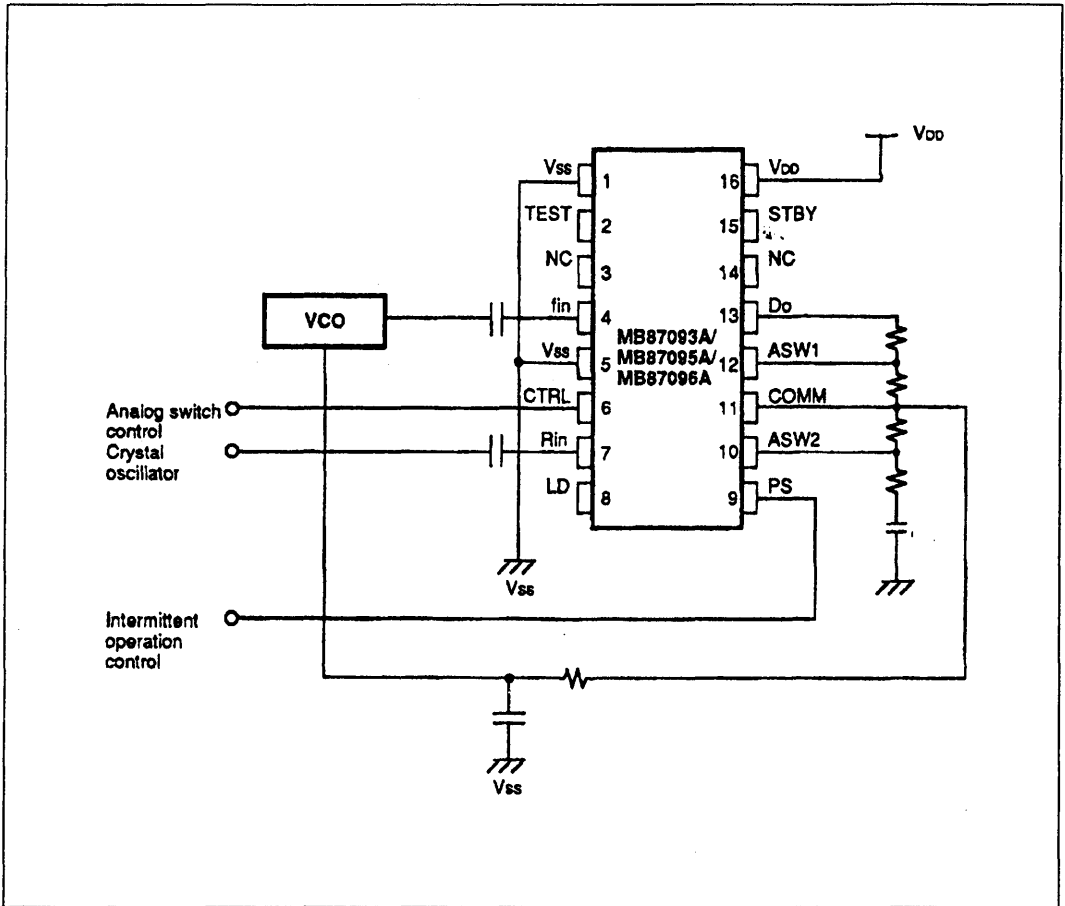 VDD
Vss
1
16
VDD
TEST
2
15
STBY
NC
3
14
NC
fin
4
13
Do
VCO
MB87093A/
MB87095A/
MB87096A
Vss
5
12
ASW1
CTRL
6
11
COMM
Analog switch
control
Rin
7
10
ASW2
Crystal
oscillator
LD
8
9
PS
Vss
Intermittent
operation
control
Vss